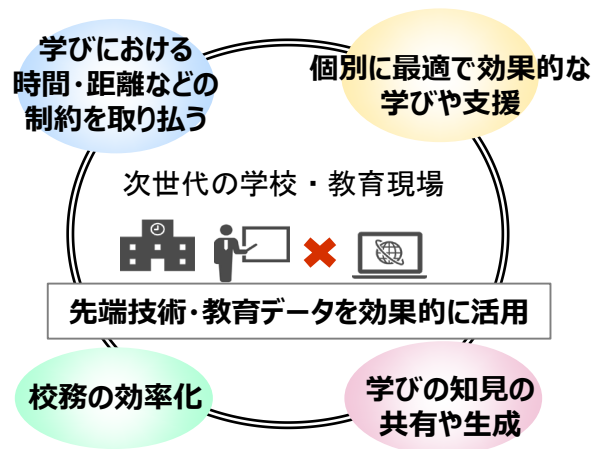 学びにおける
時間・距離などの
制約を取り払う
個別に最適で効果的な
学びや支援
次世代の学校・教育現場
先端技術・教育データを効果的に活用
校務の効率化
学びの知見の
共有や生成